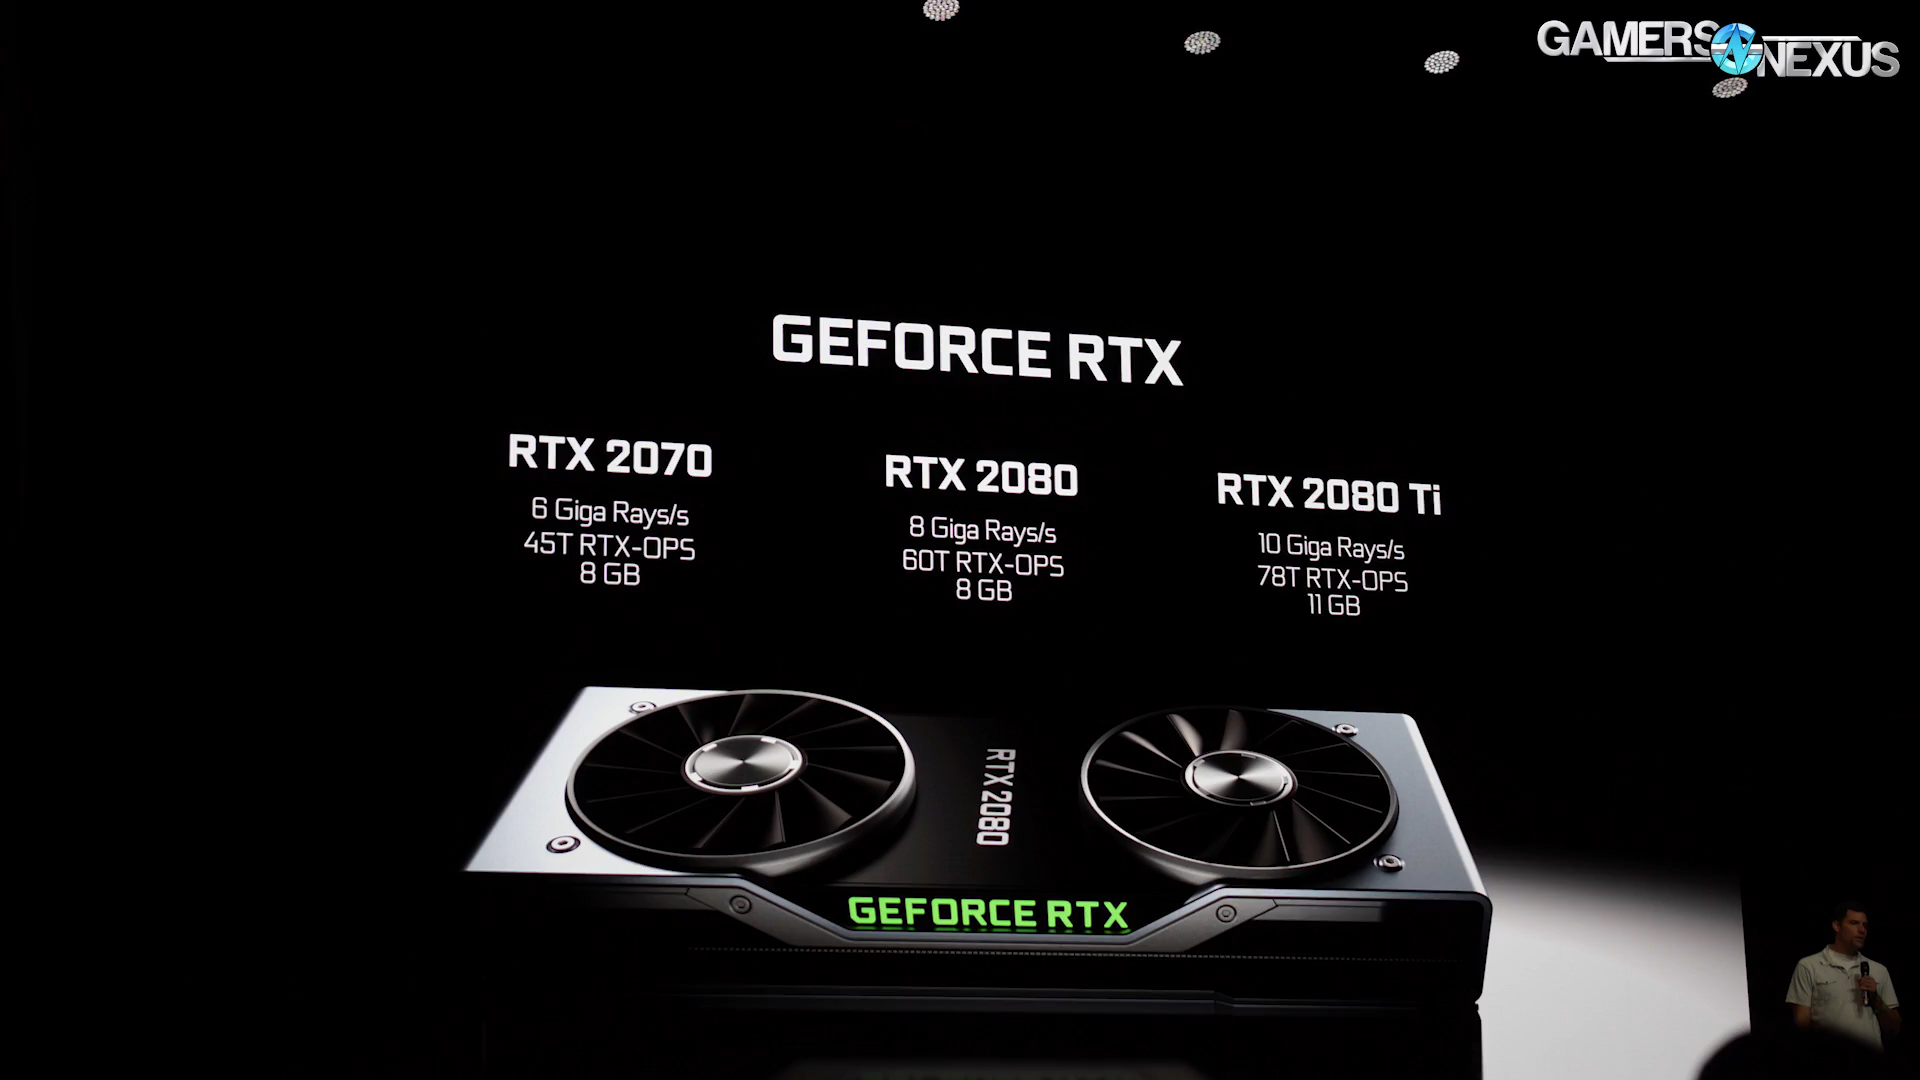 GAMERS NEXUS
GEFORCE RTX
RTX 2070
6 Giga Rays/s
45T RTX-OPS
8 GB
RTX 2080
8 Giga Rays/s
60T RTX-OPS
8 GB
RTX 2080 Ti
10 Giga Rays/s
78T RTX-OPS
11 GB
RTX 2080
GEFORCE RTX